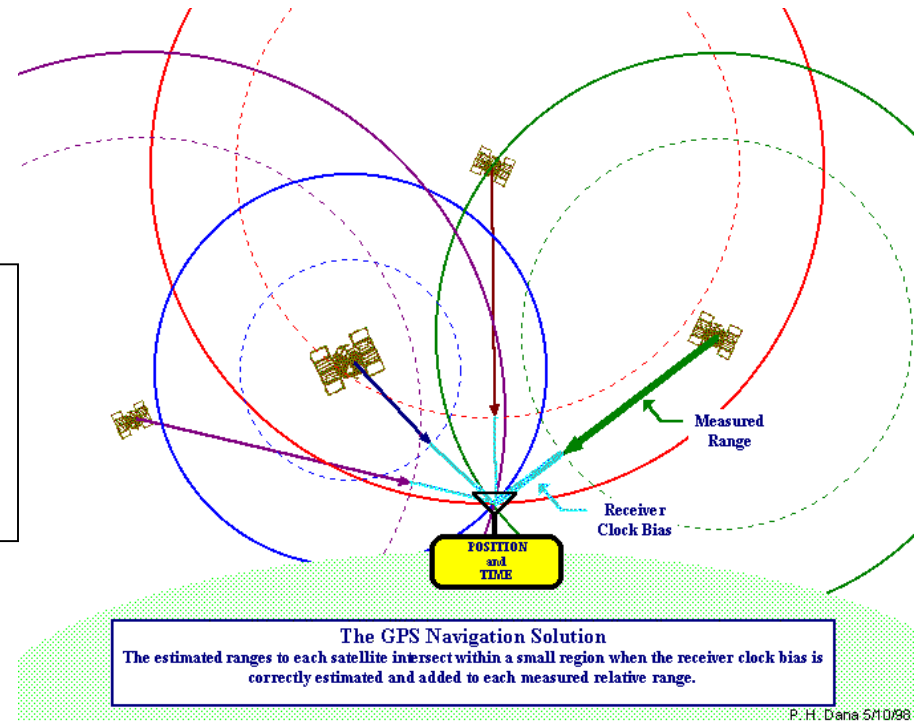 Measured
Range
Receiver
Clock Bias
POSITION
and
TIME
The GPS Navigation Solution
The estimated ranges to each satellite intersect within a small region when the receiver clock bias is
correctly estimated and added to each measured relative range.
P. H. Dana 5/10/98